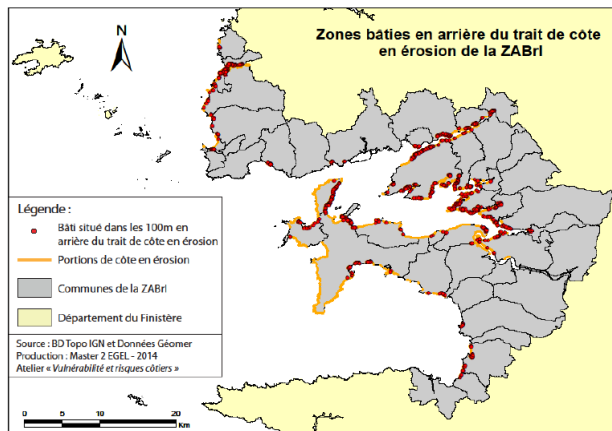 Zones bâties en arrière du trait de côte
en érosion de la ZABrI
N
Légende :
Bâti situé dans les 100m en
arrière du trait de côte en érosion
Portions de côte en érosion
Communes de la ZABrI
Département du Finistère
Source : BD Topo IGN et Données Géomer
Production : Master 2 EGEL - 2014
Atelier « Vulnérabilité et risques côtiers »
0 5 10 20
Km